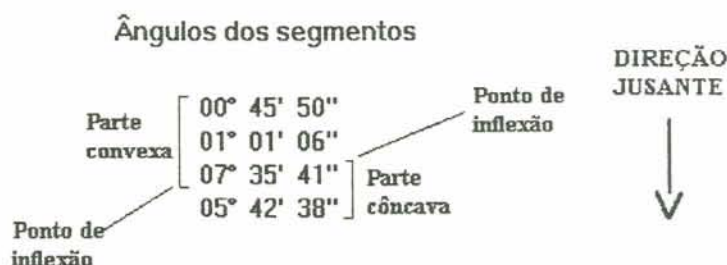 Ângulos dos segmentos
DIREÇÃO
JUSANTE
Parte
convexa
00° 45' 50"
01° 01' 06"
07° 35' 41"
05° 42' 38"
Ponto de
inflexão
Parte
côncava
Ponto de
inflexão